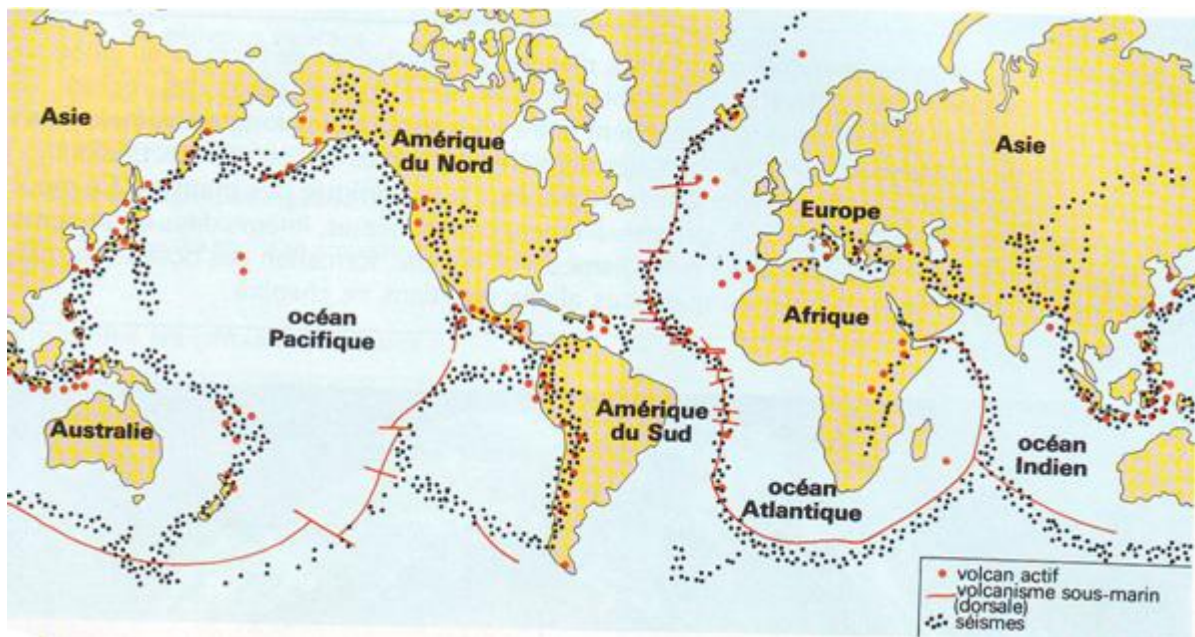 Asie
Amérique
du Nord
Asie
Europe
océan
Pacifique
Afrique
Amérique
du Sud
Australie
océan
Indien
océan
Atlantique
volcan actif
volcanisme sous-marin
(dorsale)
séismes